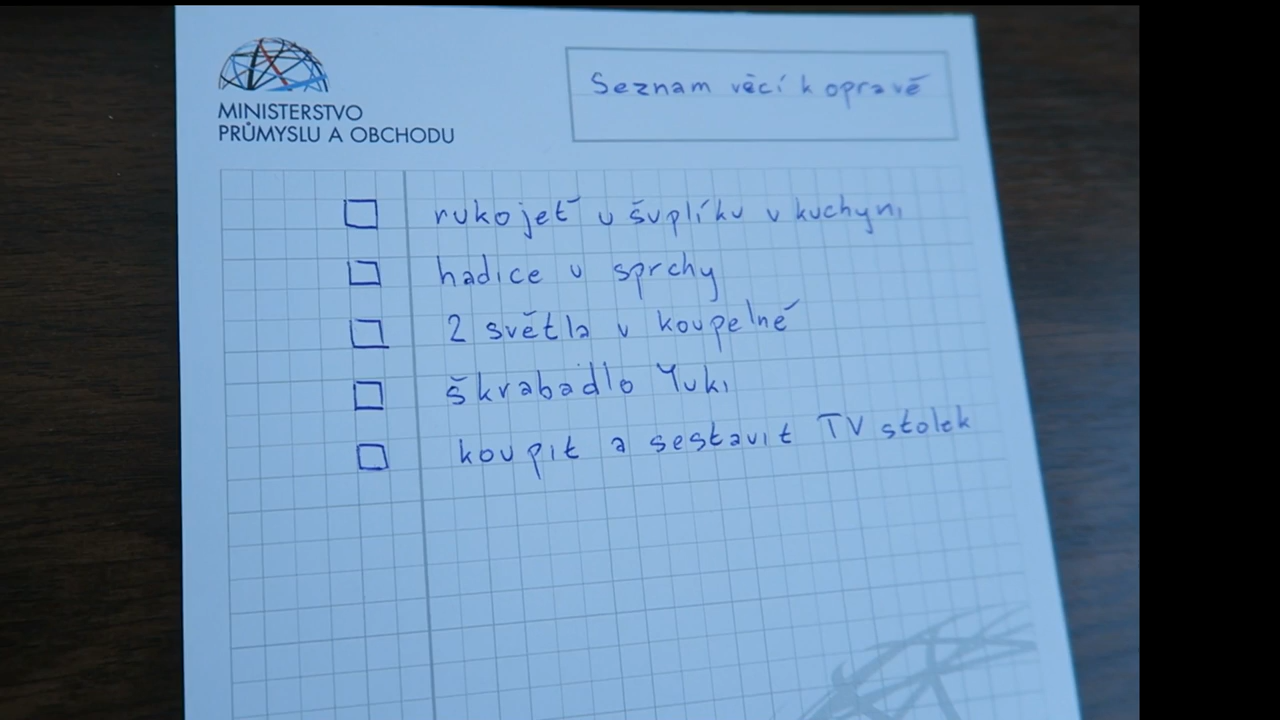 MINISTERSTVO
PRŮMYSLU A OBCHODU
Seznam věcí k opravě
rukojeť u šuplíku v kuchyni
hadice u sprchy
2 světla v koupelně
škrabadlo Yuki
koupit a sestavit TV stolek